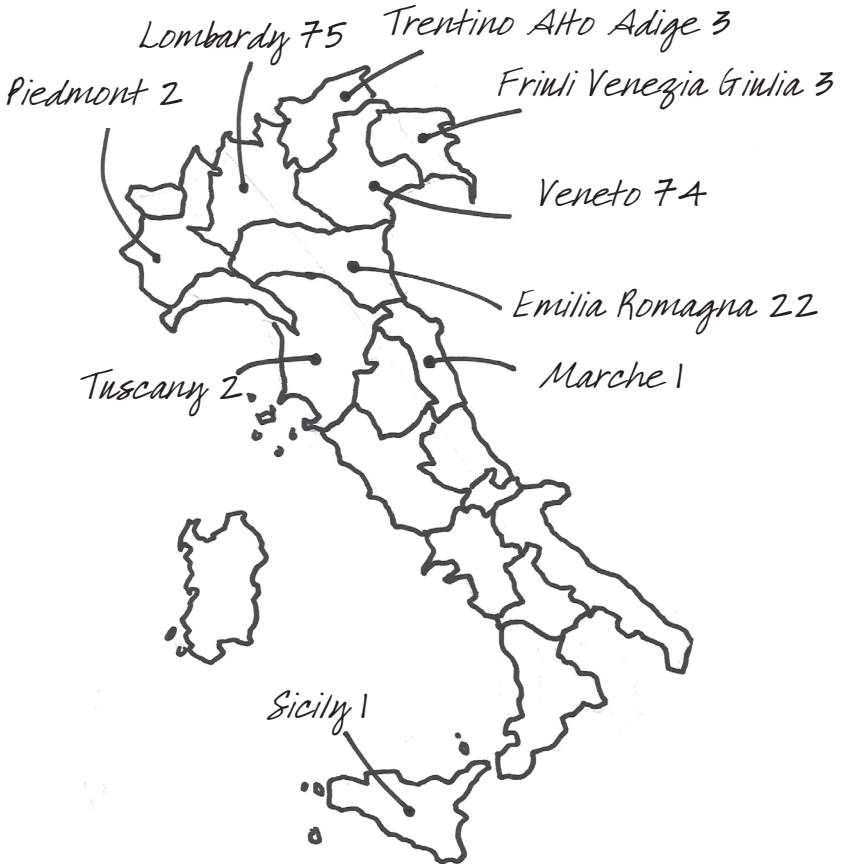 Lombardy 75
Trentino Alto Adige 3
Piedmont 2
Friuli Venezia Giulia 3
Veneto 74
Emilia Romagna 22
Tuscany 2
Marche 1
Sicily 1